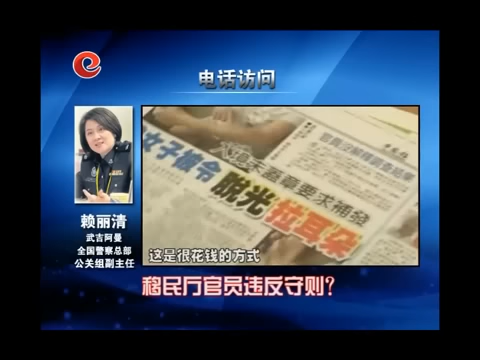 电话访问
赖丽清
武吉阿曼
全国警察总部
公关组副主任
女子被令
脱光拉耳朵
这是很花钱的方式
移民厅官员违反守则?